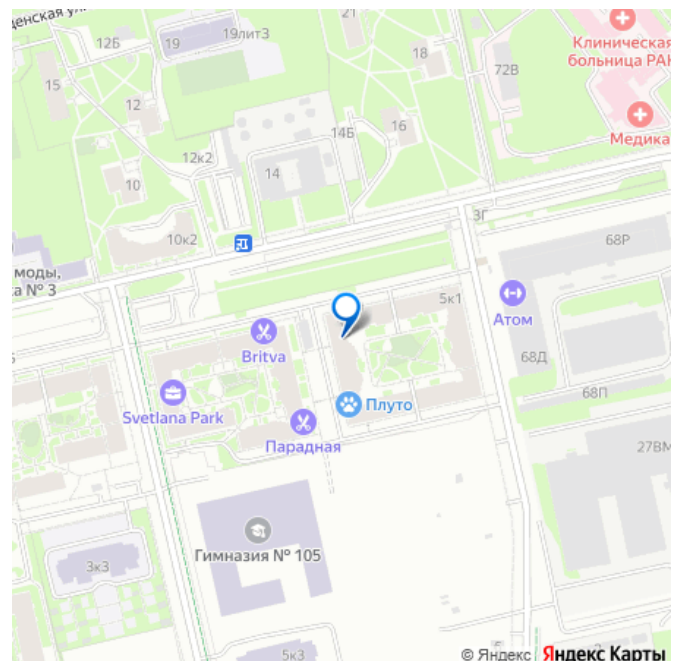 денская ул
21
12Б
19
19лит3
18
Клиническая
больница РАН
15
72В
12
Медика
14Б
16
12к2
14
10
3Г
10к2
68Р
моды,
а № 3
5к1
Атом
Britva
68Д
68П
Svetlana Park
Плуто
Парадная
27ВМ
Гимназия № 105
3к3
5к3
© Яндекс Яндекс Карты